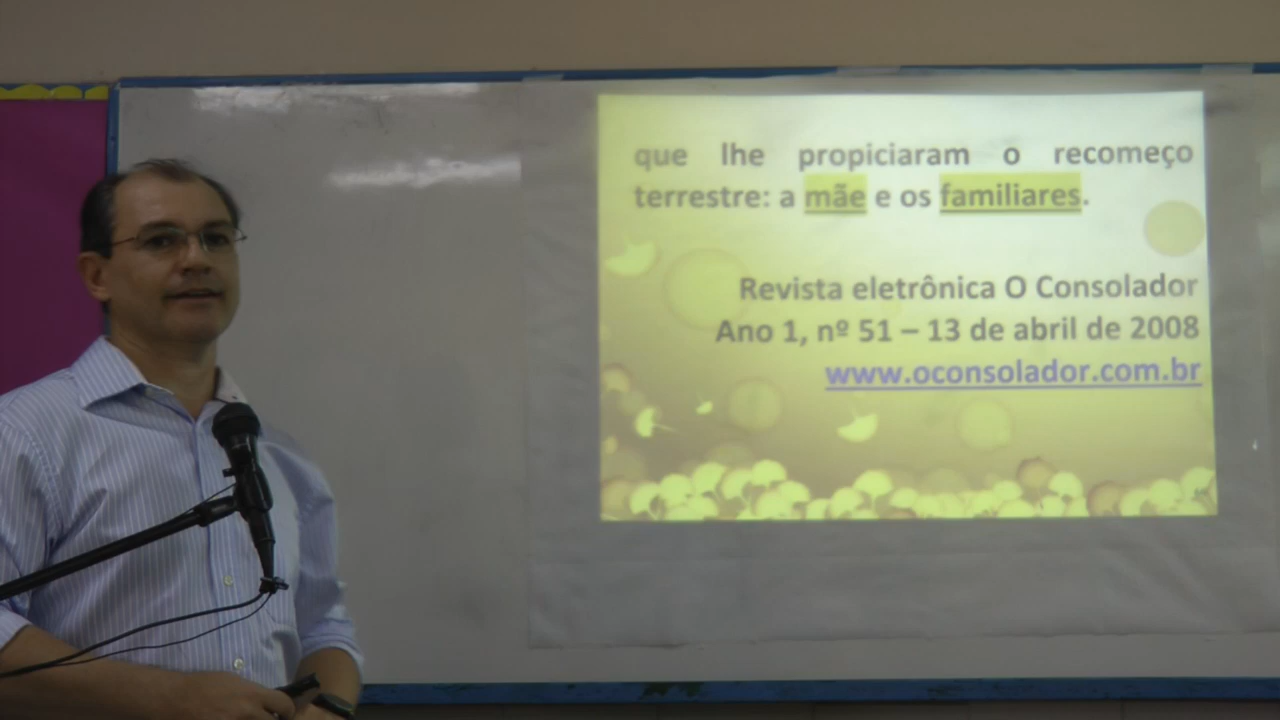 que lhe propiciaram o recomeço
terrestre: a mãe e os familiares.
Revista eletrônica O Consolador
Ano 1, nº 51 – 13 de abril de 2008
www.oconsolador.com.br